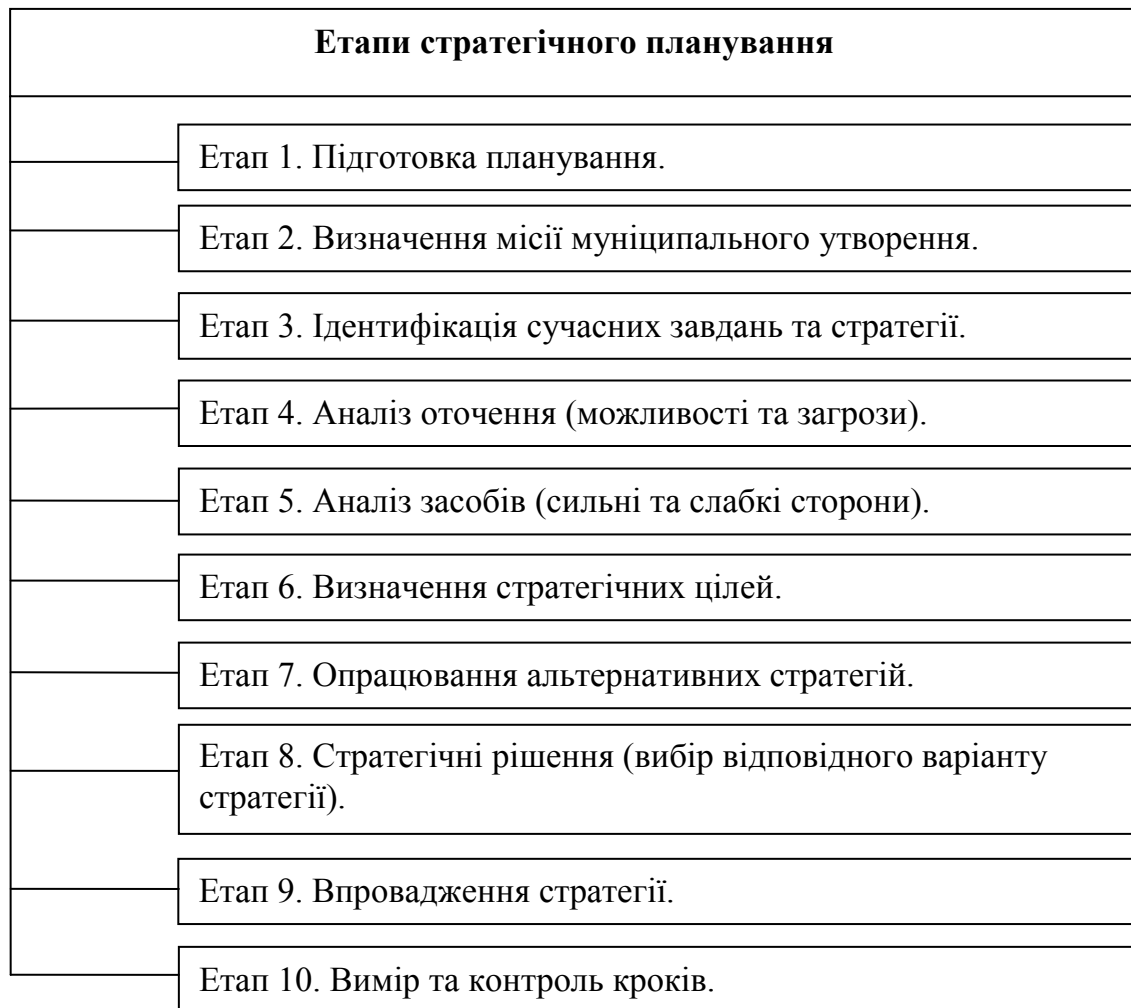 Етапи стратегічного планування
Етап 1. Підготовка планування.
Етап 2. Визначення місії муніципального утворення.
Етап 3. Ідентифікація сучасних завдань та стратегії.
Етап 4. Аналіз оточення (можливості та загрози).
Етап 5. Аналіз засобів (сильні та слабкі сторони).
Етап 6. Визначення стратегічних цілей.
Етап 7. Опрацювання альтернативних стратегій.
Етап 8. Стратегічні рішення (вибір відповідного варіанту
стратегії).
Етап 9. Впровадження стратегії.
Етап 10. Вимір та контроль кроків.